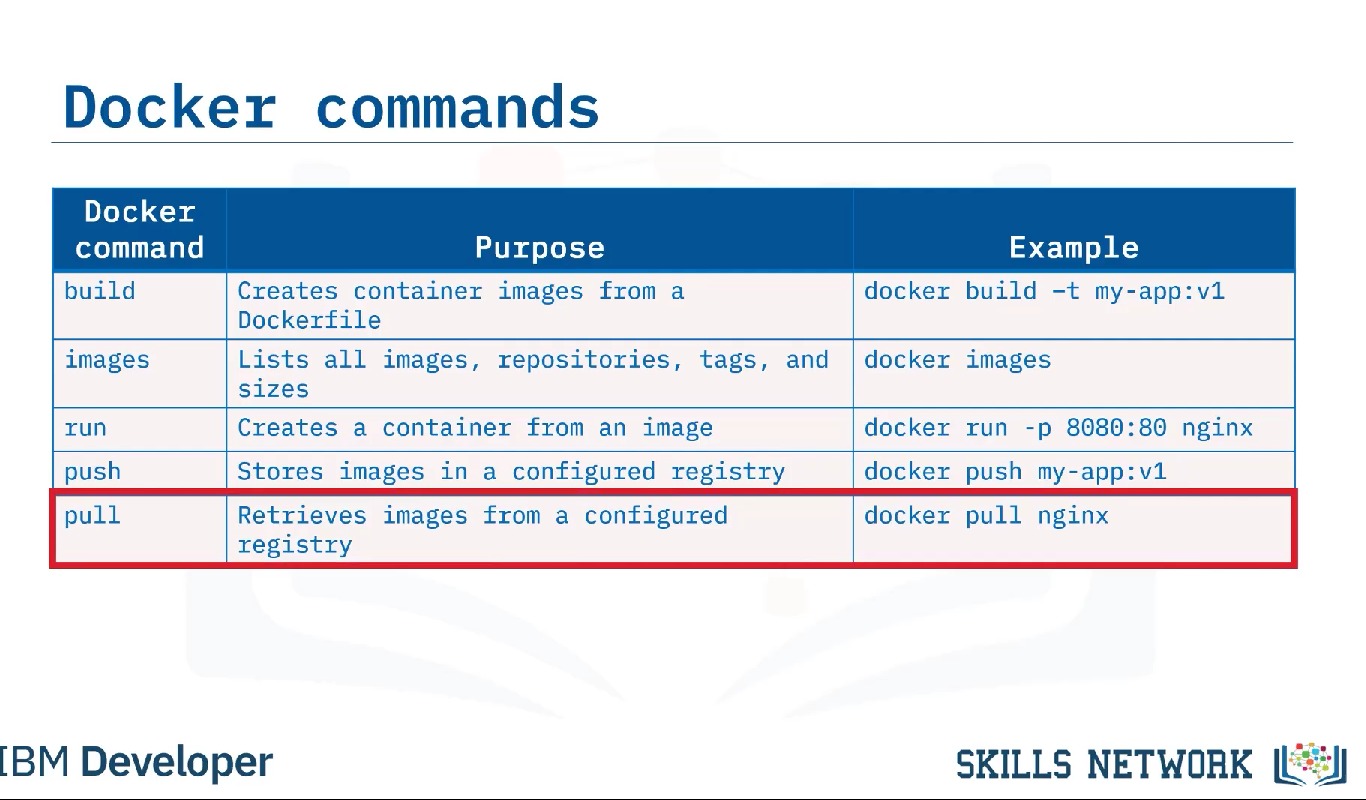 Docker commands
Docker
command
Purpose
Example
build
Creates container images from a
Dockerfile
docker build –t my-app:v1
images
Lists all images, repositories, tags, and
sizes
docker images
run
Creates a container from an image
docker run -p 8080:80 nginx
push
Stores images in a configured registry
docker push my-app:v1
pull
Retrieves images from a configured
registry
docker pull nginx
IBM Developer
SKILLS NETWORK